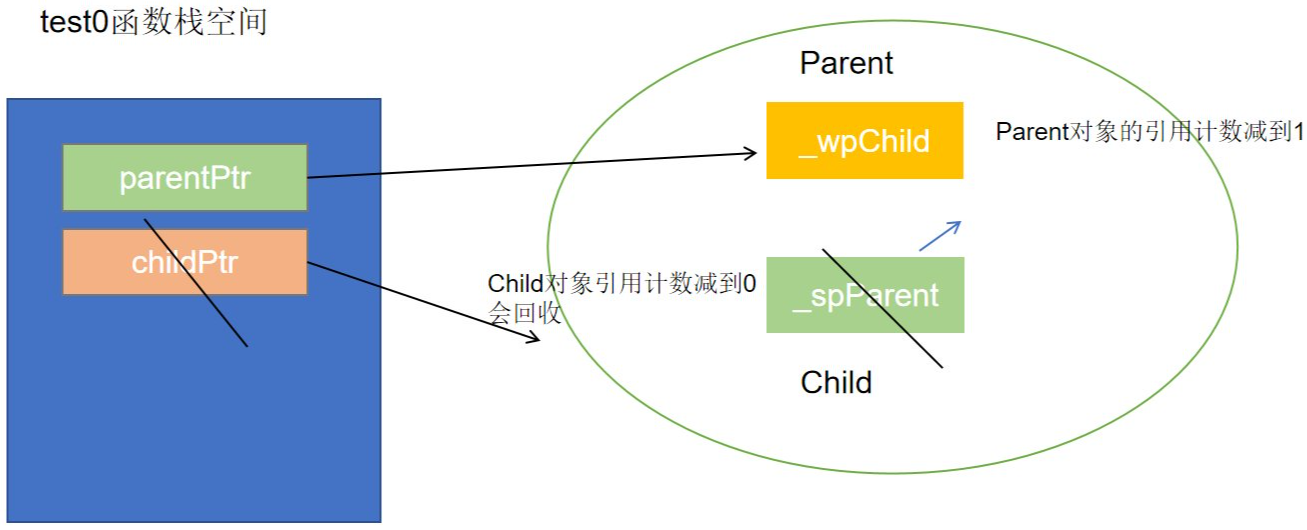 test0函数栈空间
Parent
_wpChild
Parent对象的引用计数减到1
parentPtr
childPtr
Child对象引用计数减到0
会回收
_spParent
Child